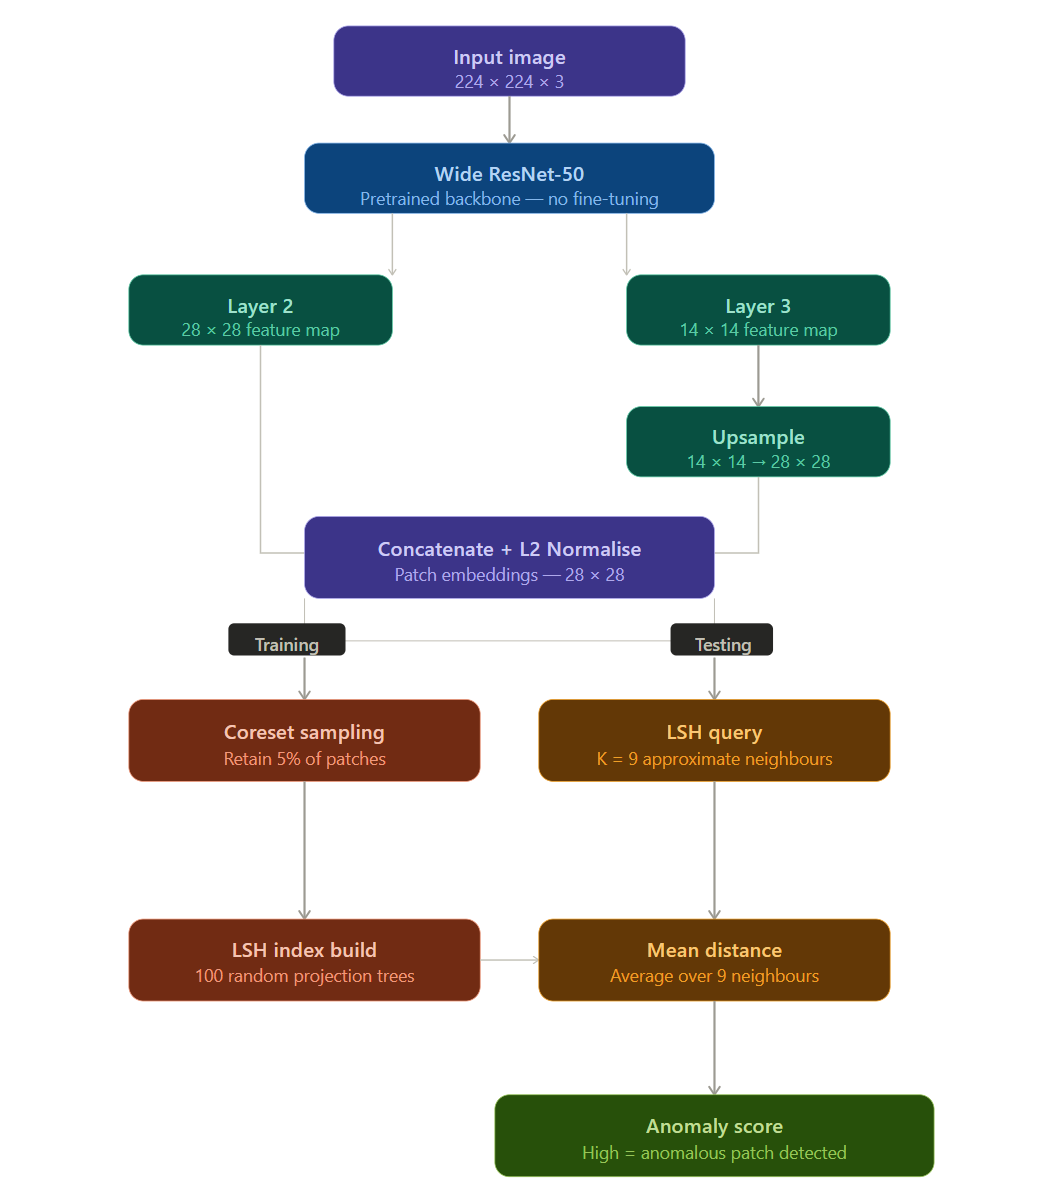 Input image
224 × 224 × 3
Wide ResNet-50
Pretrained backbone — no fine-tuning
Layer 2
28 × 28 feature map
Layer 3
14 × 14 feature map
Upsample
14 × 14 → 28 × 28
Concatenate + L2 Normalise
Patch embeddings — 28 × 28
Training
Testing
Coreset sampling
Retain 5% of patches
LSH query
K = 9 approximate neighbours
LSH index build
100 random projection trees
Mean distance
Average over 9 neighbours
Anomaly score
High = anomalous patch detected